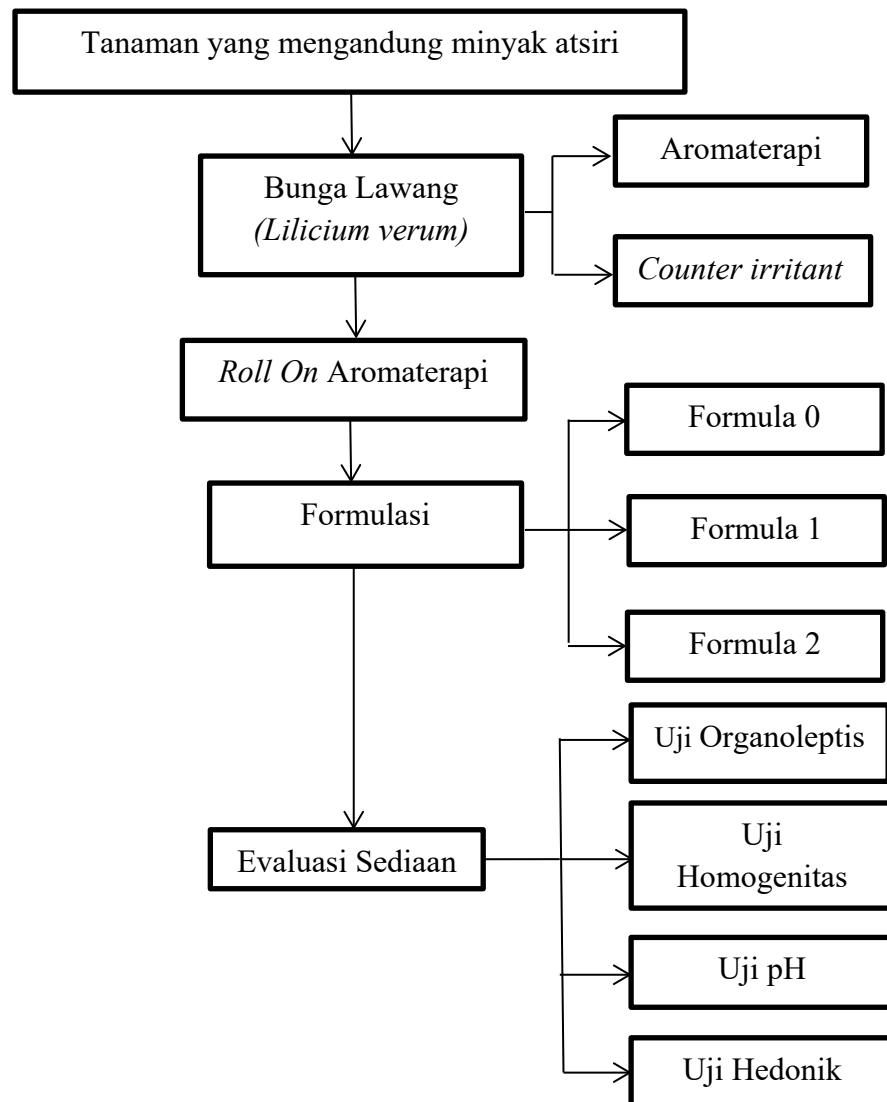 Tanaman yang mengandung minyak atsiri
Bunga Lawang
(Lilicium verum)
Aromaterapi
Counter irritant
Roll On Aromaterapi
Formulasi
Formula 0
Formula 1
Formula 2
Evaluasi Sediaan
Uji Organoleptis
Uji
Homogenitas
Uji pH
Uji Hedonik